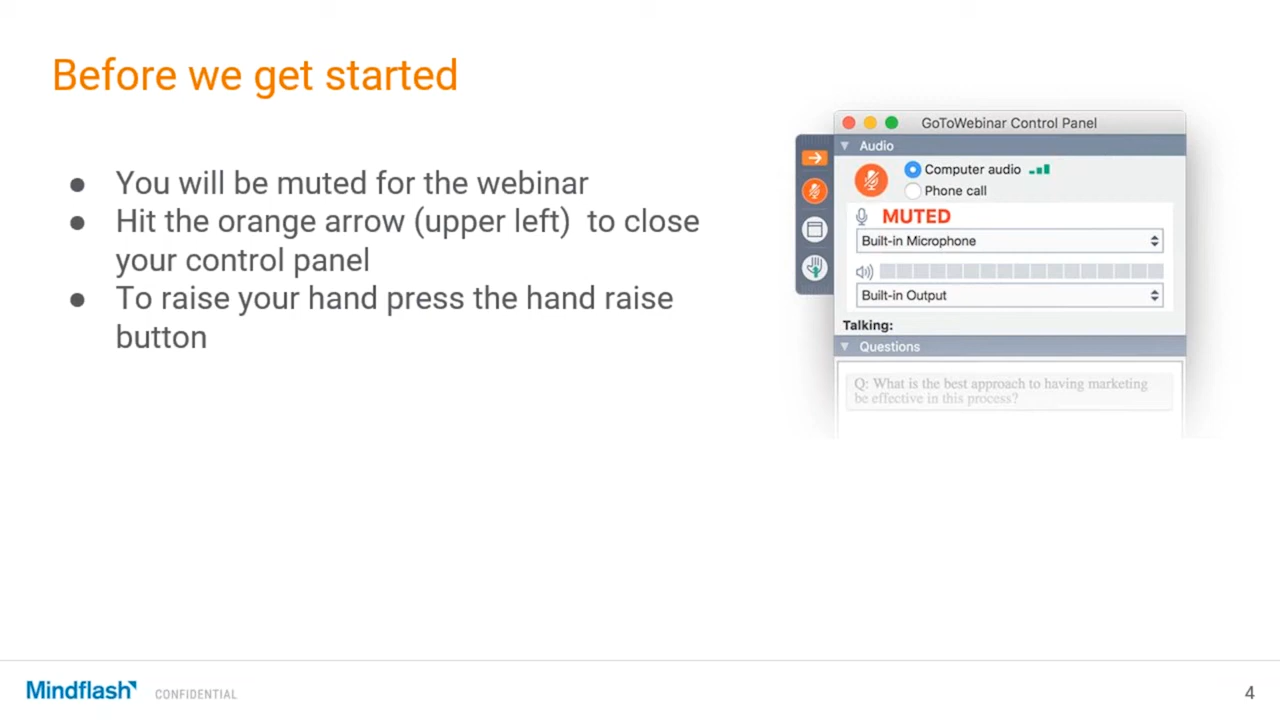 Before we get started
● You will be muted for the webinar
● Hit the orange arrow (upper left)  to close
your control panel
● To raise your hand press the hand raise
button
GoToWebinar Control Panel
Audio
Computer audio
Phone call
MUTED
Built-in Microphone
Built-in Output
Talking:
Questions
Q: What is the best approach to having marketing
be effective in this process?
Mindflash CONFIDENTIAL
4